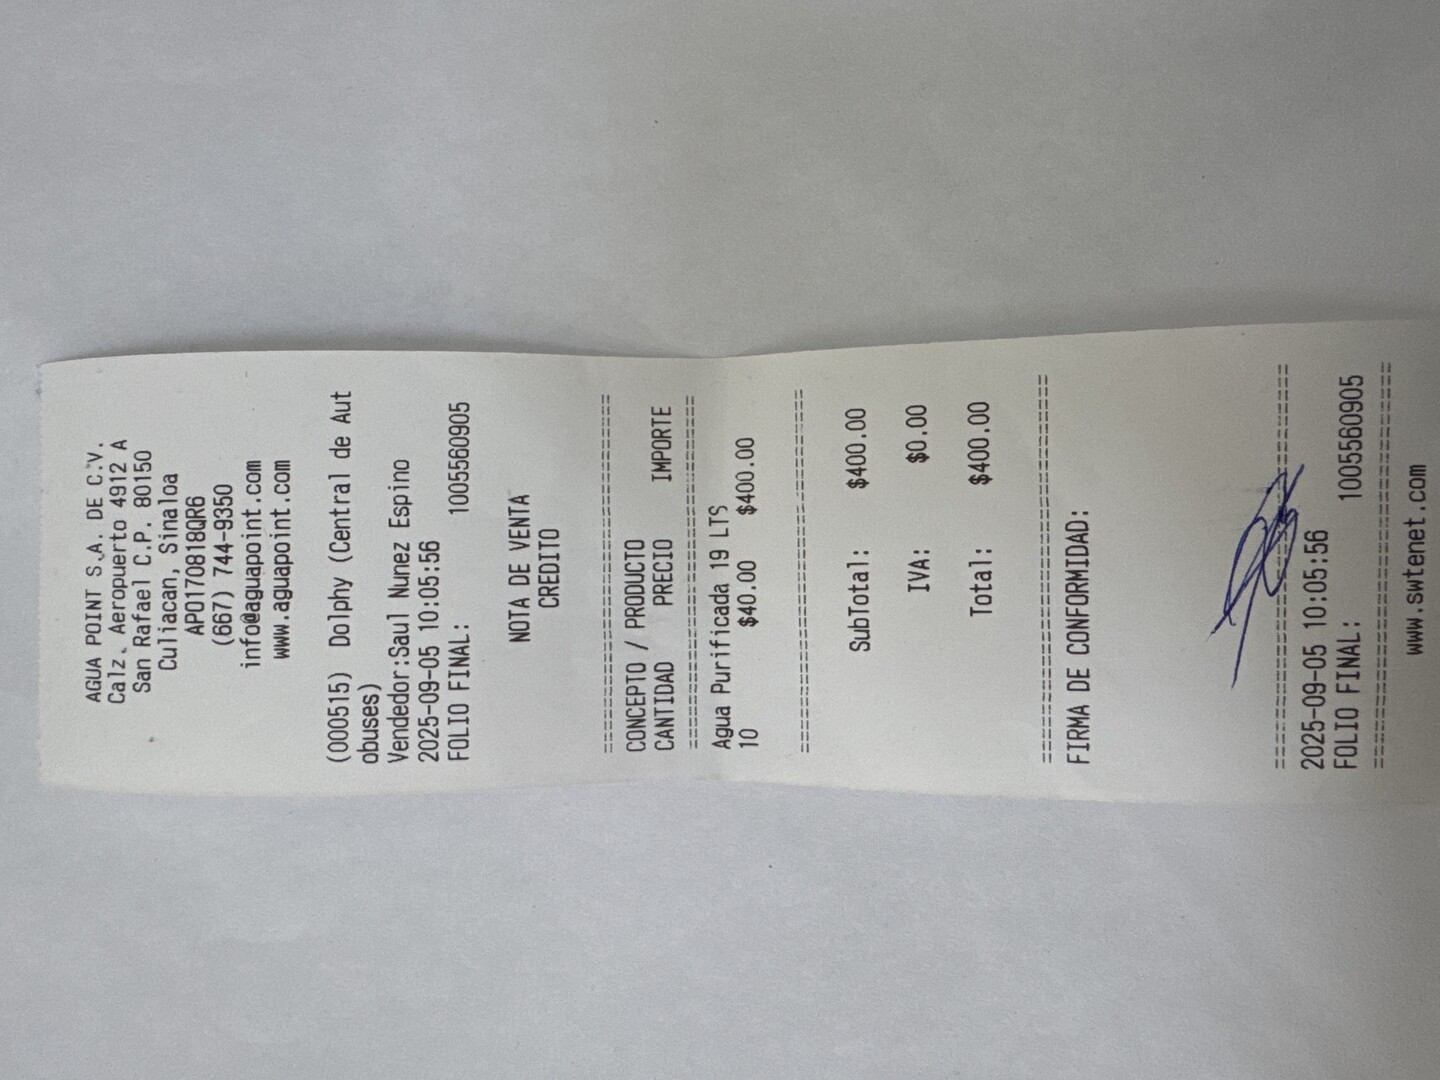 AGUA POINT S.A. DE C.V.
Calz. Aeropuerto 4912 A
San Rafael C.P. 80150
Culiacan, Sinaloa
APO170818QR6
(667) 744-9350
info@aguapoint.com
www.aguapoint.com
(000515) Dolphy (Central de Aut
obuses)
Vendedor:Saul Nunez Espino
2025-09-05 10:05:56
FOLIO FINAL: 1005560905
NOTA DE VENTA
CREDITO
CONCEPTO / PRODUCTO
CANTIDAD PRECIO IMPORTE
Agua Purificada 19 LTS
10 $40.00 $400.00
SubTotal: $400.00
IVA: $0.00
Total: $400.00
FIRMA DE CONFORMIDAD:
2025-09-05 10:05:56
FOLIO FINAL: 1005560905
www.swtenet.com